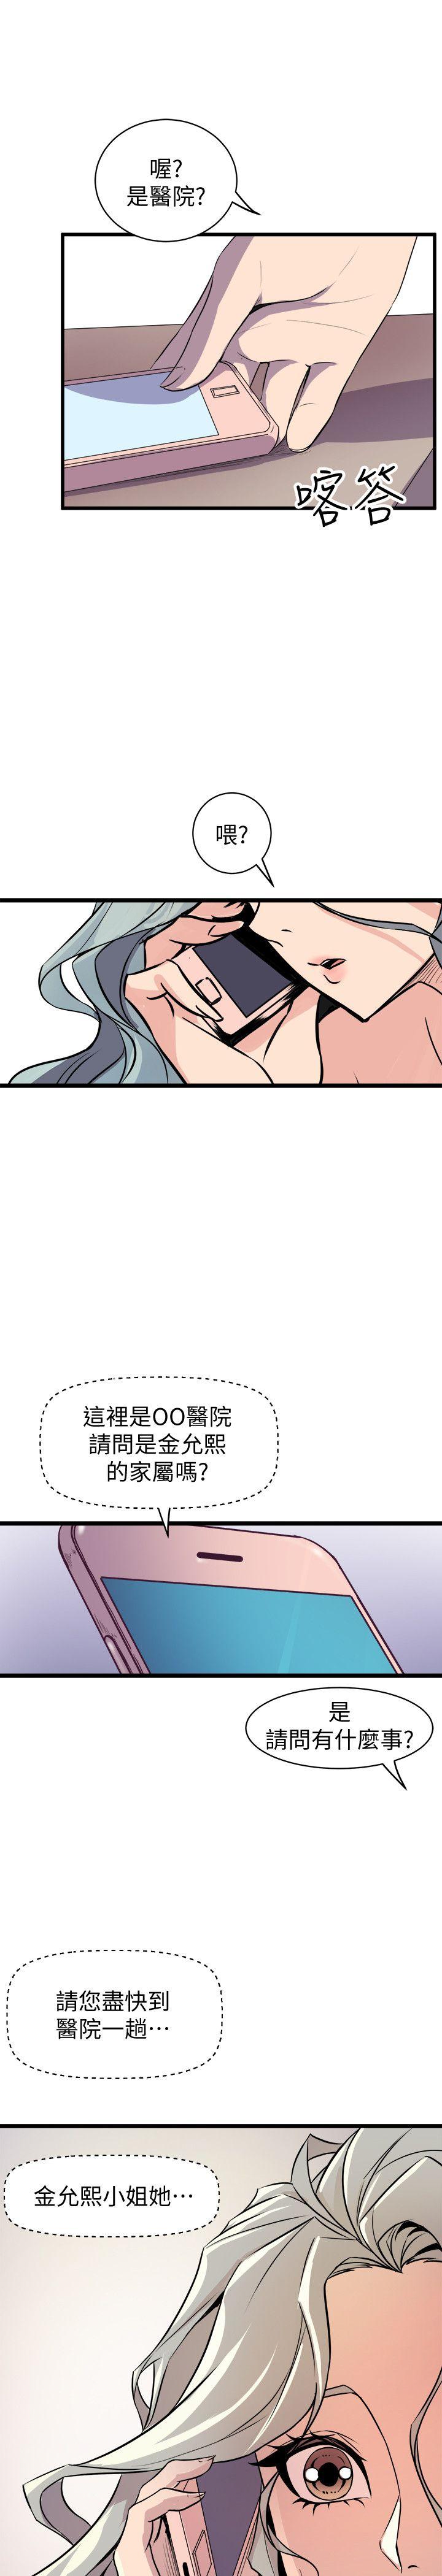 喔?
是醫院?
喀答
喂?
這裡是OO醫院
請問是金允熙
的家屬嗎?
是
請問有什麼事?
請您盡快到
醫院一趟⋯
金允熙小姐她⋯